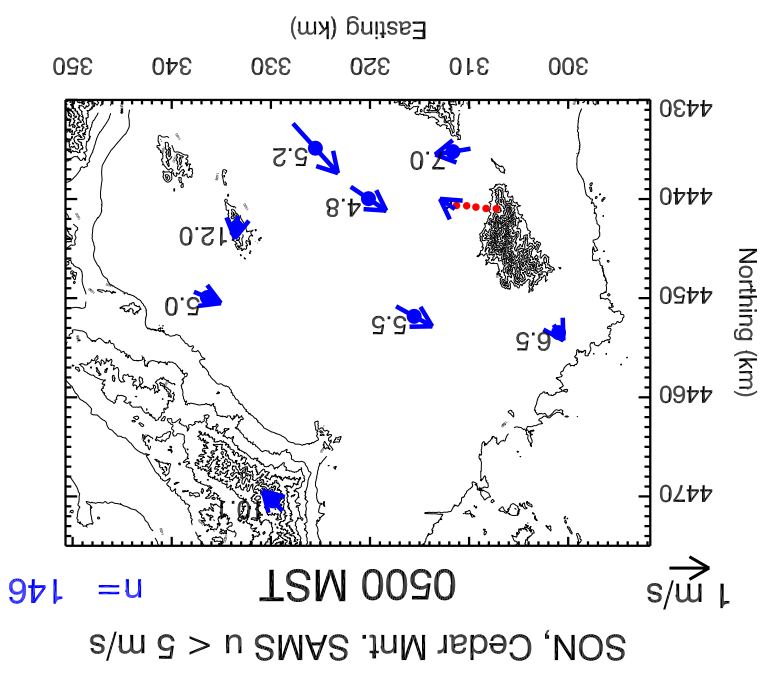 SON, Cedar Mnt. SAMS u < 5 m/s
1 m/s
0500 MST
n= 146
4470
4460
4450
4440
4430
Northing (km)
10.1
6.5
5.5
5.0
12.0
4.8
7.0
5.2
300 310 320 330 340 350
Easting (km)